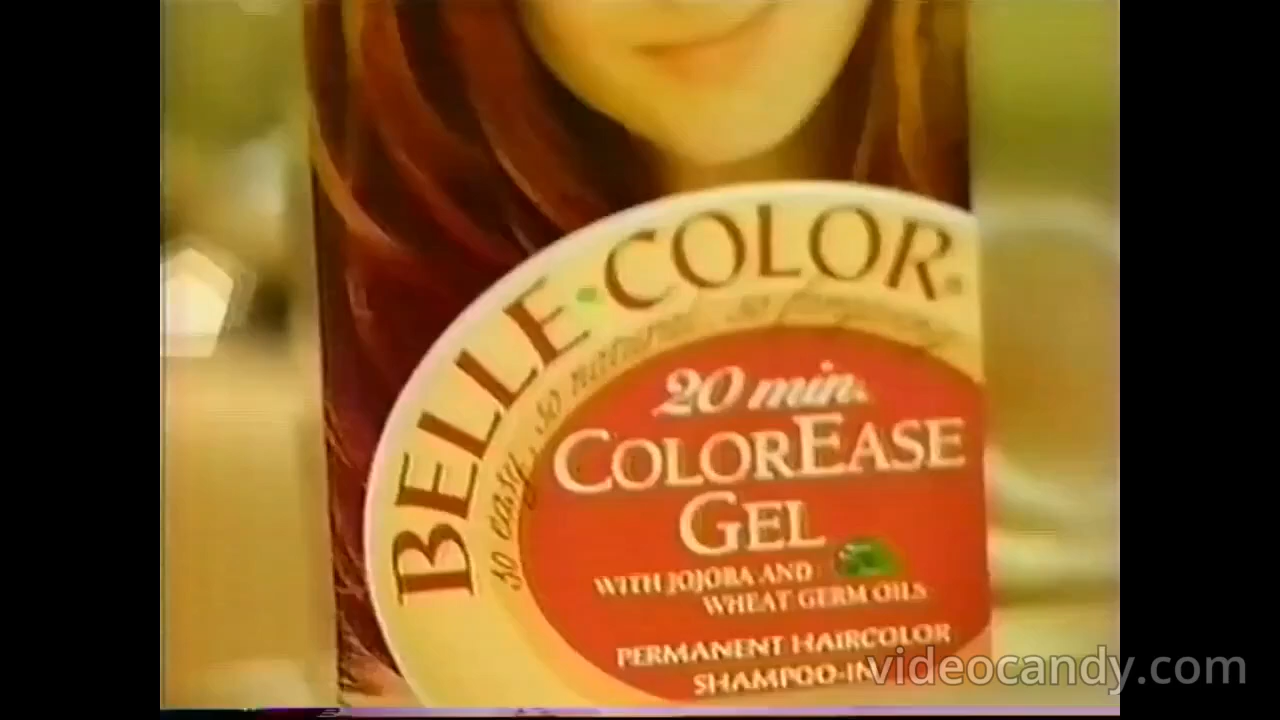 BELLE•COLOR®
so easy, so natural, so
20 min.
COLOREASE
GEL
WITH JOJOBA AND
WHEAT GERM OILS
PERMANENT HAIRCOLOR
SHAMPOO-IN
videocandy.com